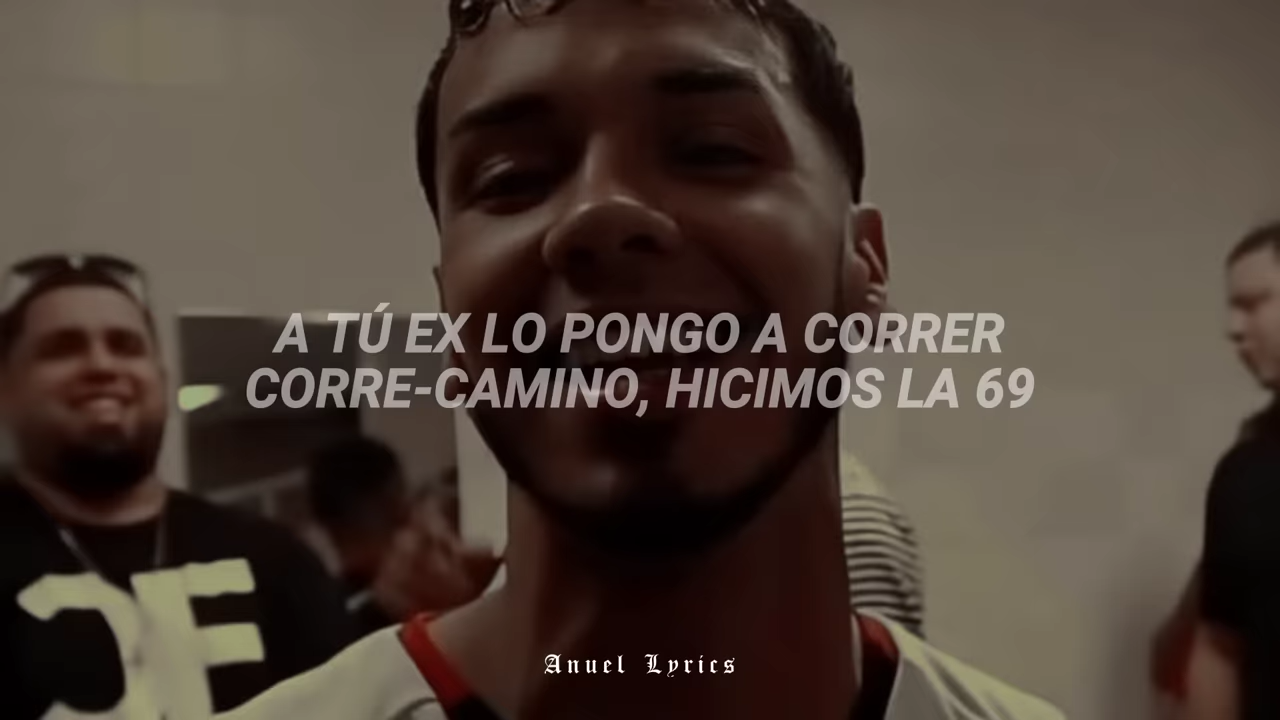 A TÚ EX LO PONGO A CORRER
CORRE-CAMINO, HICIMOS LA 69
Anuel Lyrics